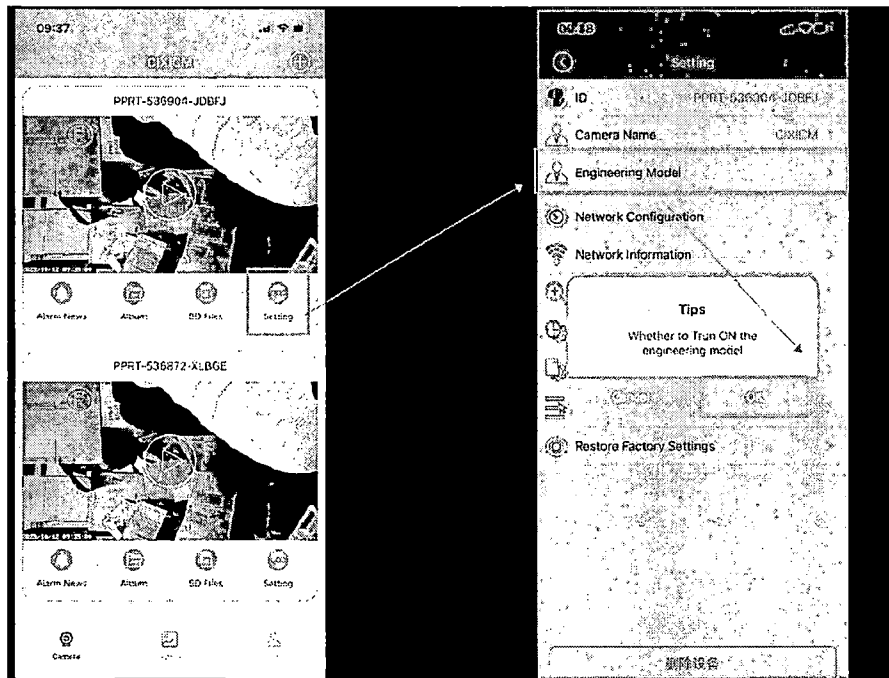 09:37
CIXICM
PPRT-536904-JDBFJ
Alarm News
Album
SD Files
Setting
PPRT-536872-XLBGE
Alarm News
Album
SD Files
Setting
Camera
Setting
ID
PPRT-536904-JDBFJ
Camera Name
CIXICM
Engineering Model
Network Configuration
Network Information
Tips
Whether to Trun ON the
engineering model
OK
Restore Factory Settings
删除设备